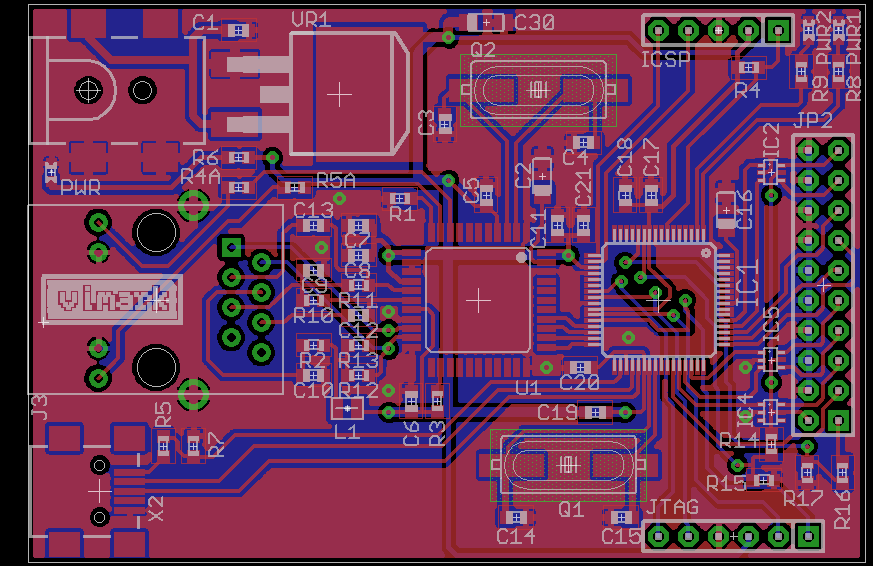 C1
VR1
C30
Q2
ICSP
PWR2
PWR1
R4
R9
R8
JP2
C3
C4
C18
C17
IC2
R6
R4A
R5A
PWR
C5
C2
C21
R1
C13
C7
C11
C16
C8
C9
R11
IC1
vimark
R10
C12
IC5
R2
R13
C10
R12
C20
U1
J3
L1
C6
R3
C19
IC4
R5
R7
R14
X2
R15
R17
R16
Q1
JTAG
C14
C15